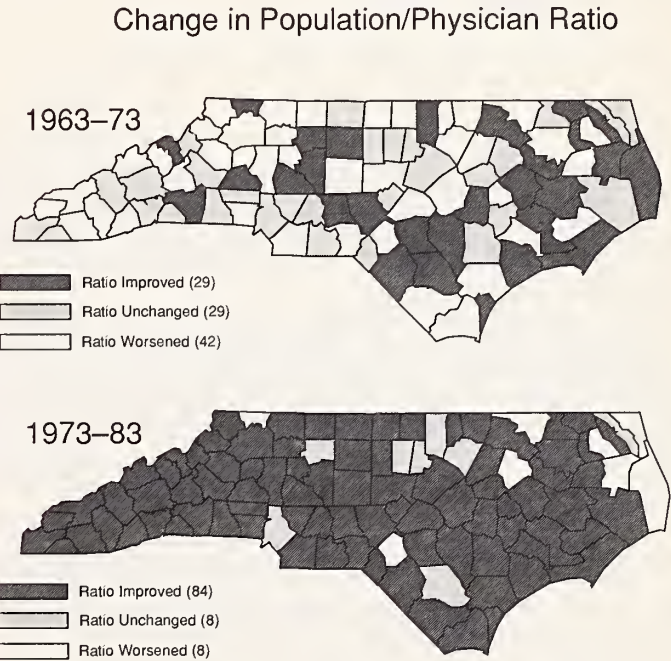 Change in Population/Physician Ratio
1963–73
Ratio Improved (29)
Ratio Unchanged (29)
Ratio Worsened (42)
1973–83
Ratio Improved (84)
Ratio Unchanged (8)
Ratio Worsened (8)